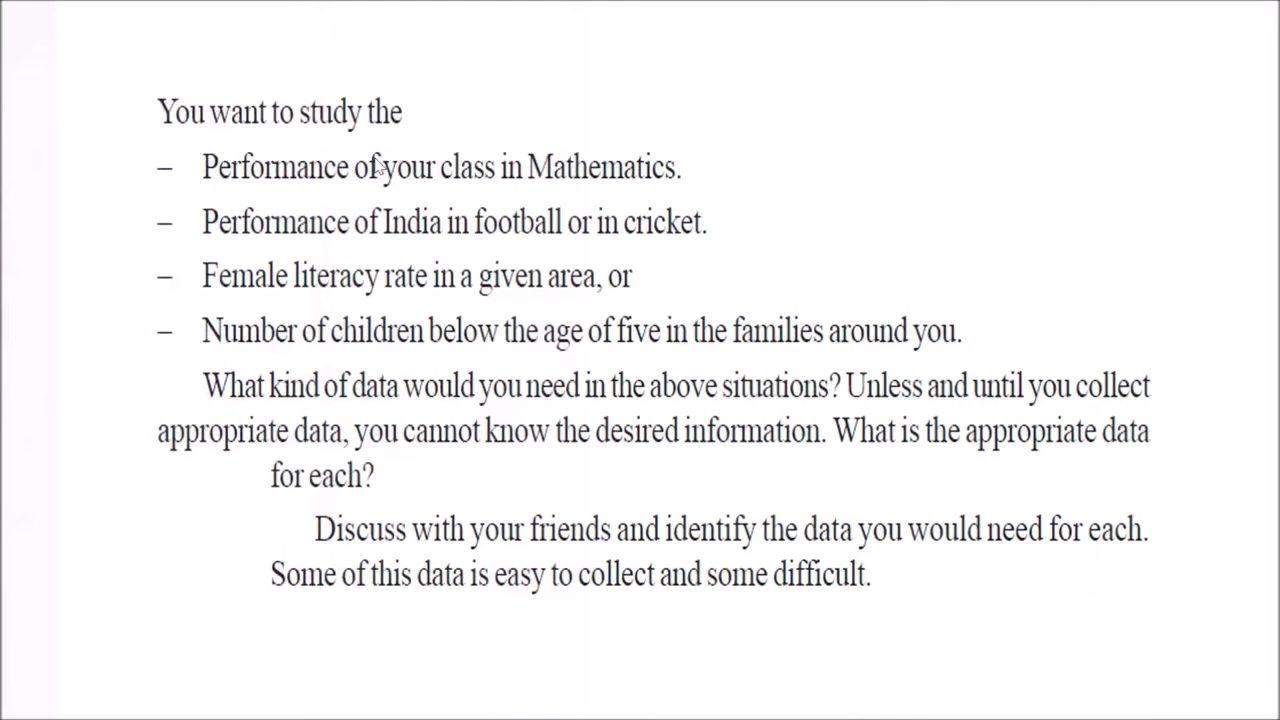 You want to study the
– Performance of your class in Mathematics.
– Performance of India in football or in cricket.
– Female literacy rate in a given area, or
– Number of children below the age of five in the families around you.
What kind of data would you need in the above situations? Unless and until you collect
appropriate data, you cannot know the desired information. What is the appropriate data
for each?
Discuss with your friends and identify the data you would need for each.
Some of this data is easy to collect and some difficult.